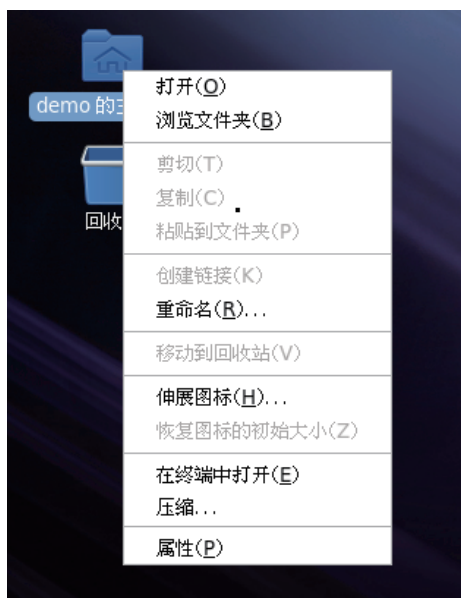 demo 的
回收
打开(O)
浏览文件夹(B)
剪切(T)
复制(C)
粘贴到文件夹(P)
创建链接(K)
重命名(R)...
移动到回收站(V)
伸展图标(H)...
恢复图标的初始大小(Z)
在终端中打开(E)
压缩...
属性(P)